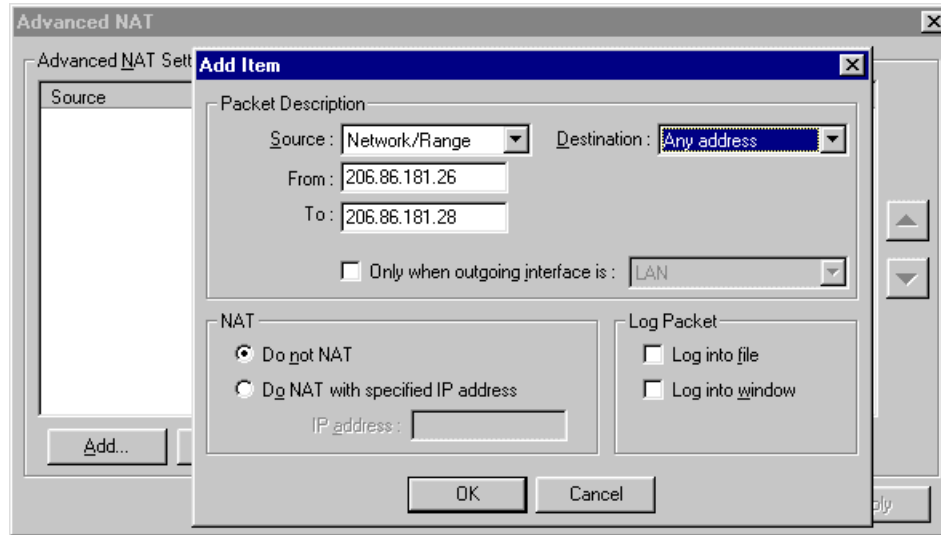 Advanced NAT
Advanced NAT Sett
Source
Add Item
Packet Description
Source : Network/Range Destination : Any address
From : 206.86.181.26
To : 206.86.181.28
Only when outgoing interface is : LAN
NAT
Do not NAT
Do NAT with specified IP address
IP address :
Log Packet
Log into file
Log into window
Add...
OK Cancel
ply